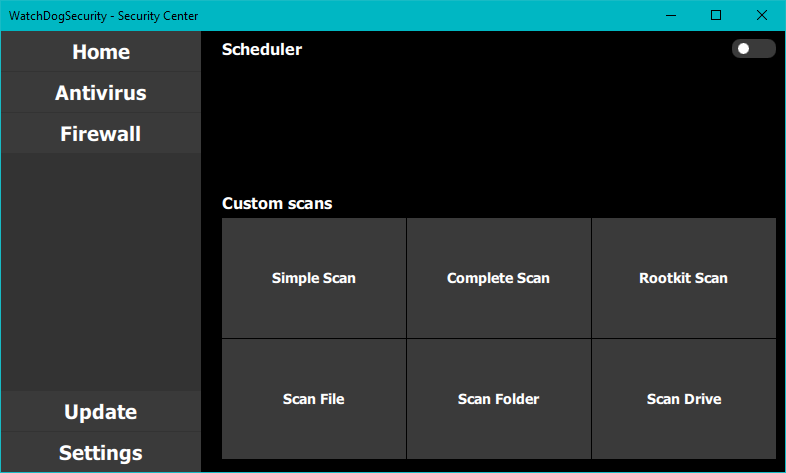 WatchDogSecurity - Security Center
Home
Antivirus
Firewall
Update
Settings
Scheduler
Custom scans
Simple Scan
Complete Scan
Rootkit Scan
Scan File
Scan Folder
Scan Drive